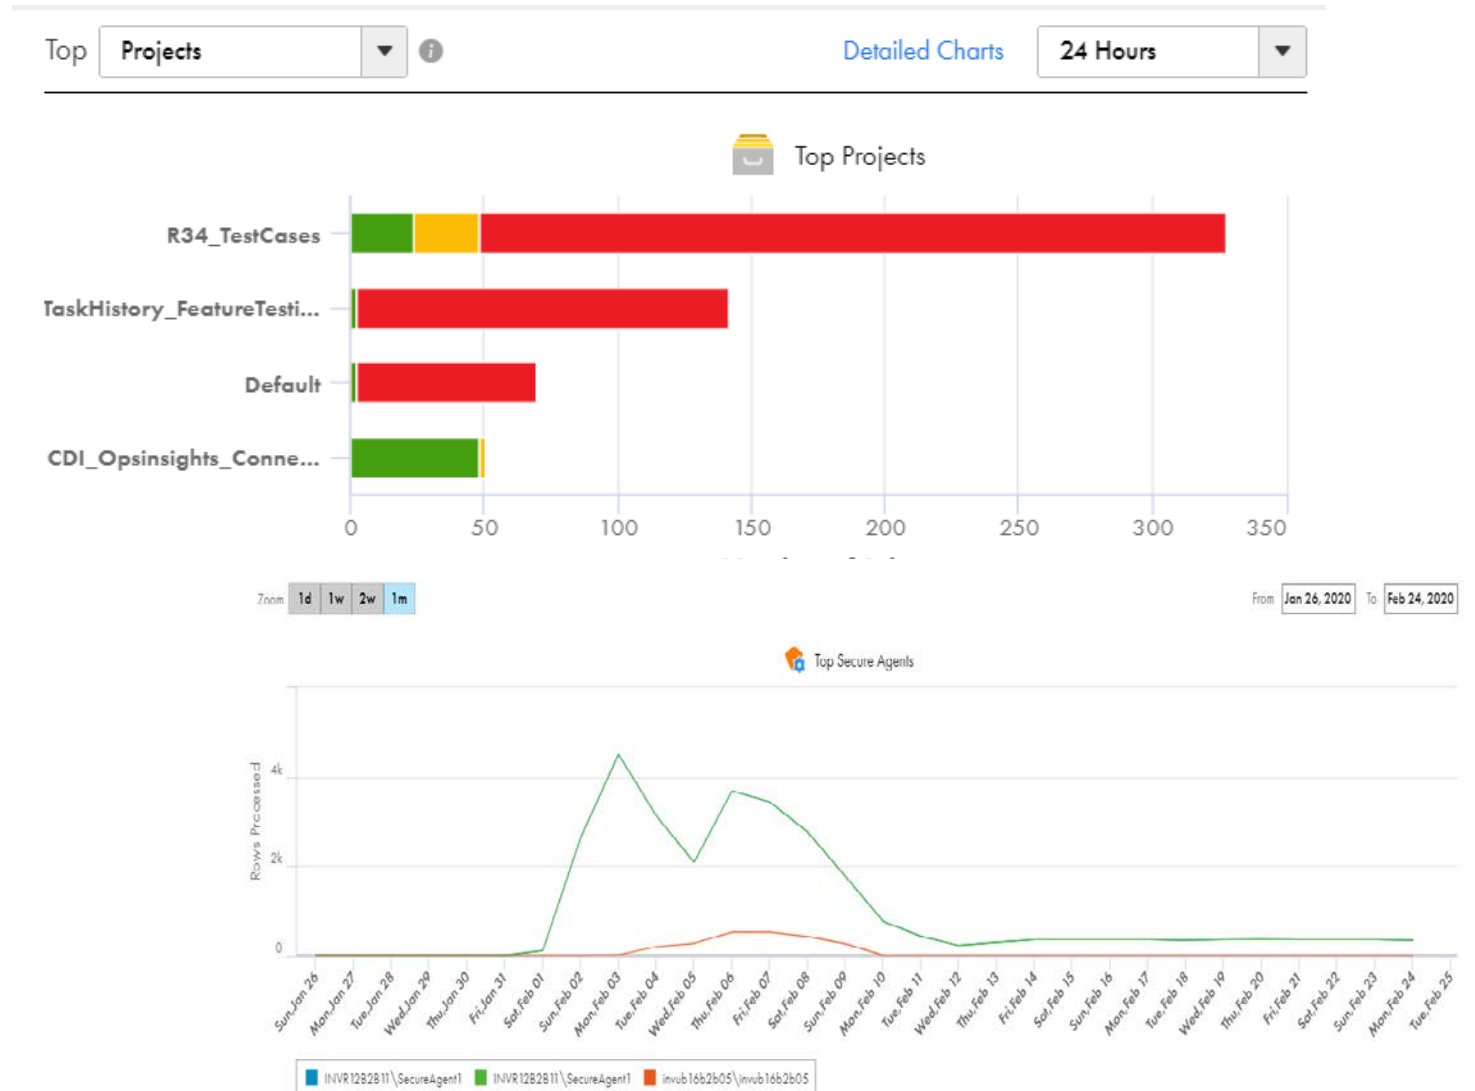 Top Projects Detailed Charts 24 Hours
Top Projects
R34_TestCases
TaskHistory_FeatureTesti...
Default
CDI_Opsinsights_Conne...
0 50 100 150 200 250 300 350
Zoom 1d 1w 2w 1m From Jan 26, 2020 To Feb 24, 2020
Top Secure Agents
Rows Processed
4k
2k
0
Sun,Jan 26 Mon,Jan 27 Tue,Jan 28 Wed,Jan 29 Thu,Jan 30 Fri,Jan 31 Sat,Feb 01 Sun,Feb 02 Mon,Feb 03 Tue,Feb 04 Wed,Feb 05 Thu,Feb 06 Fri,Feb 07 Sat,Feb 08 Sun,Feb 09 Mon,Feb 10 Tue,Feb 11 Wed,Feb 12 Thu,Feb 13 Fri,Feb 14 Sat,Feb 15 Sun,Feb 16 Mon,Feb 17 Tue,Feb 18 Wed,Feb 19 Thu,Feb 20 Fri,Feb 21 Sat,Feb 22 Sun,Feb 23 Mon,Feb 24 Tue,Feb 25
INVR12B2B11\SecureAgent1 INVR12B2B11\SecureAgent1 invub16b2b05\invub16b2b05